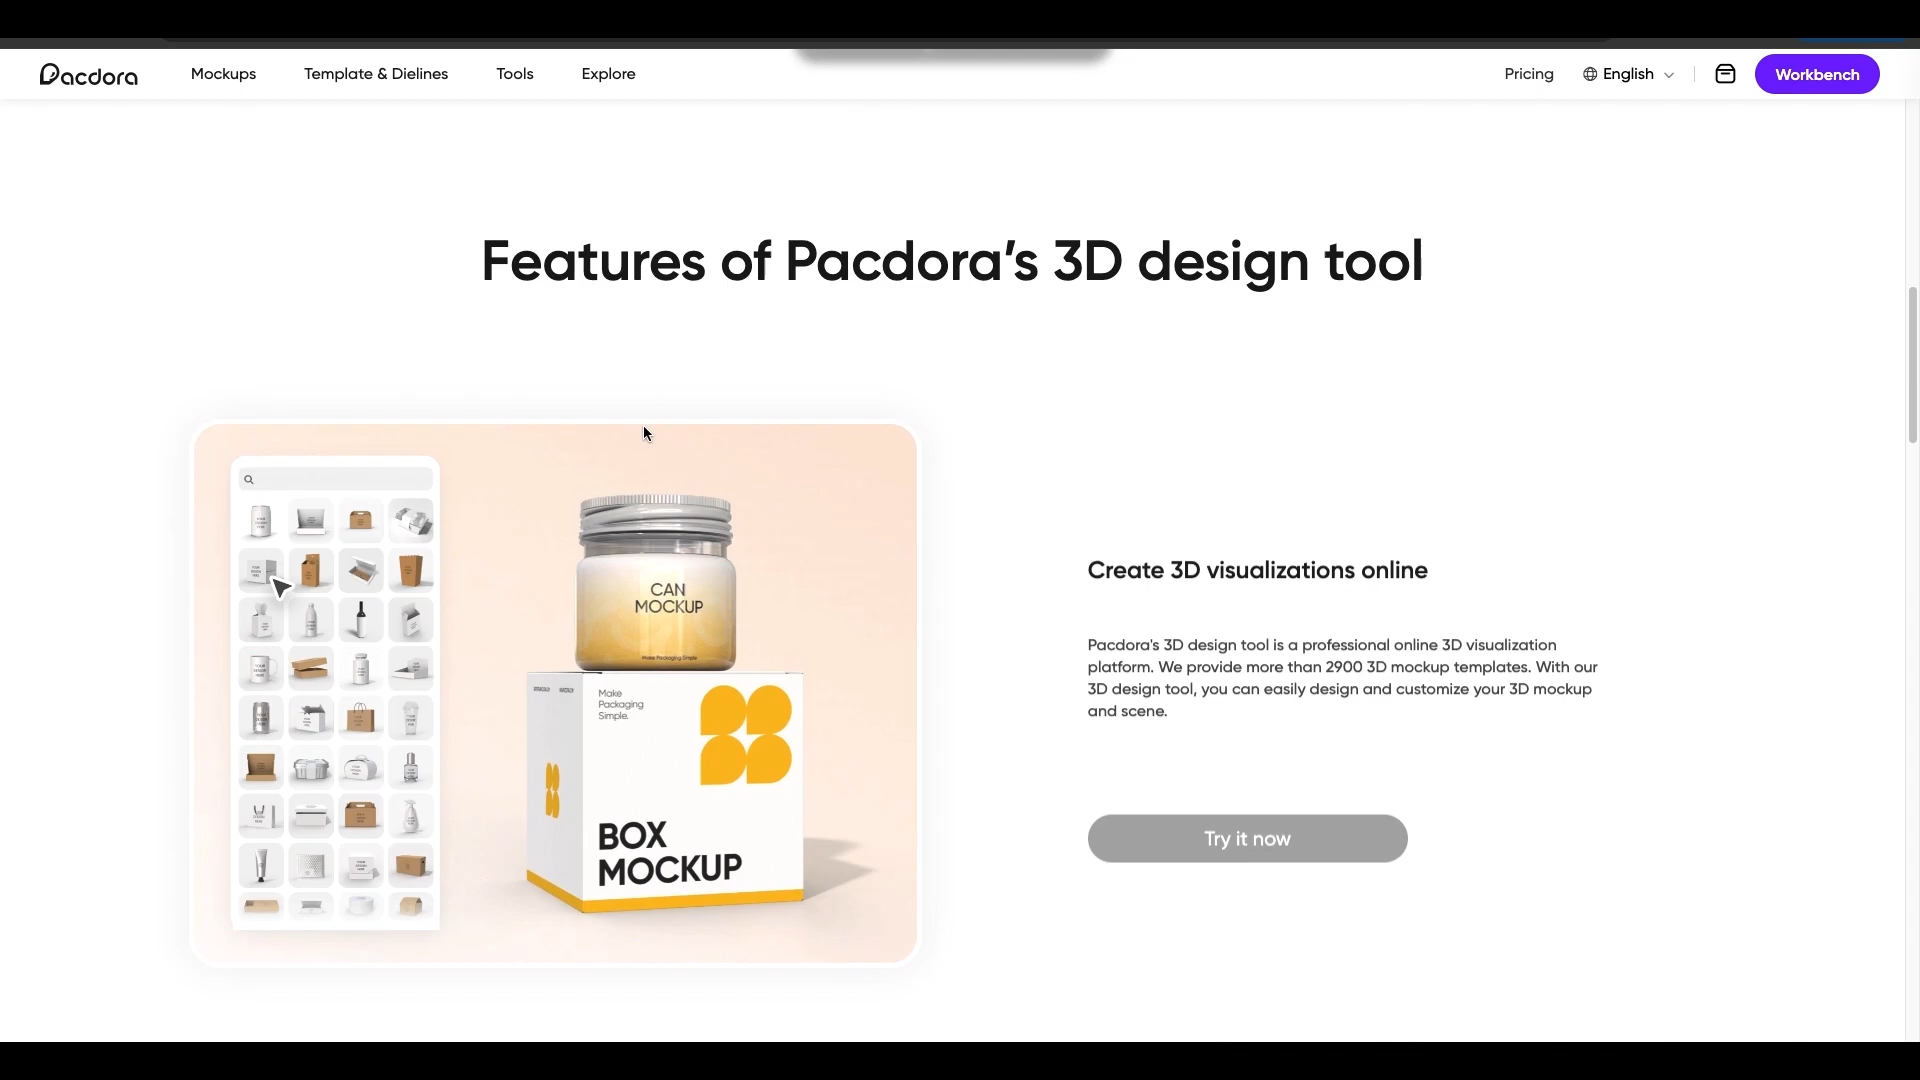 Pacdora
Mockups
Template & Dielines
Tools
Explore
Pricing
English
Workbench
Features of Pacdora's 3D design tool
CAN
MOCKUP
Make Packaging Simple
Make
Packaging
Simple.
BOX
MOCKUP
Create 3D visualizations online
Pacdora's 3D design tool is a professional online 3D visualization
platform. We provide more than 2900 3D mockup templates. With our
3D design tool, you can easily design and customize your 3D mockup
and scene.
Try it now